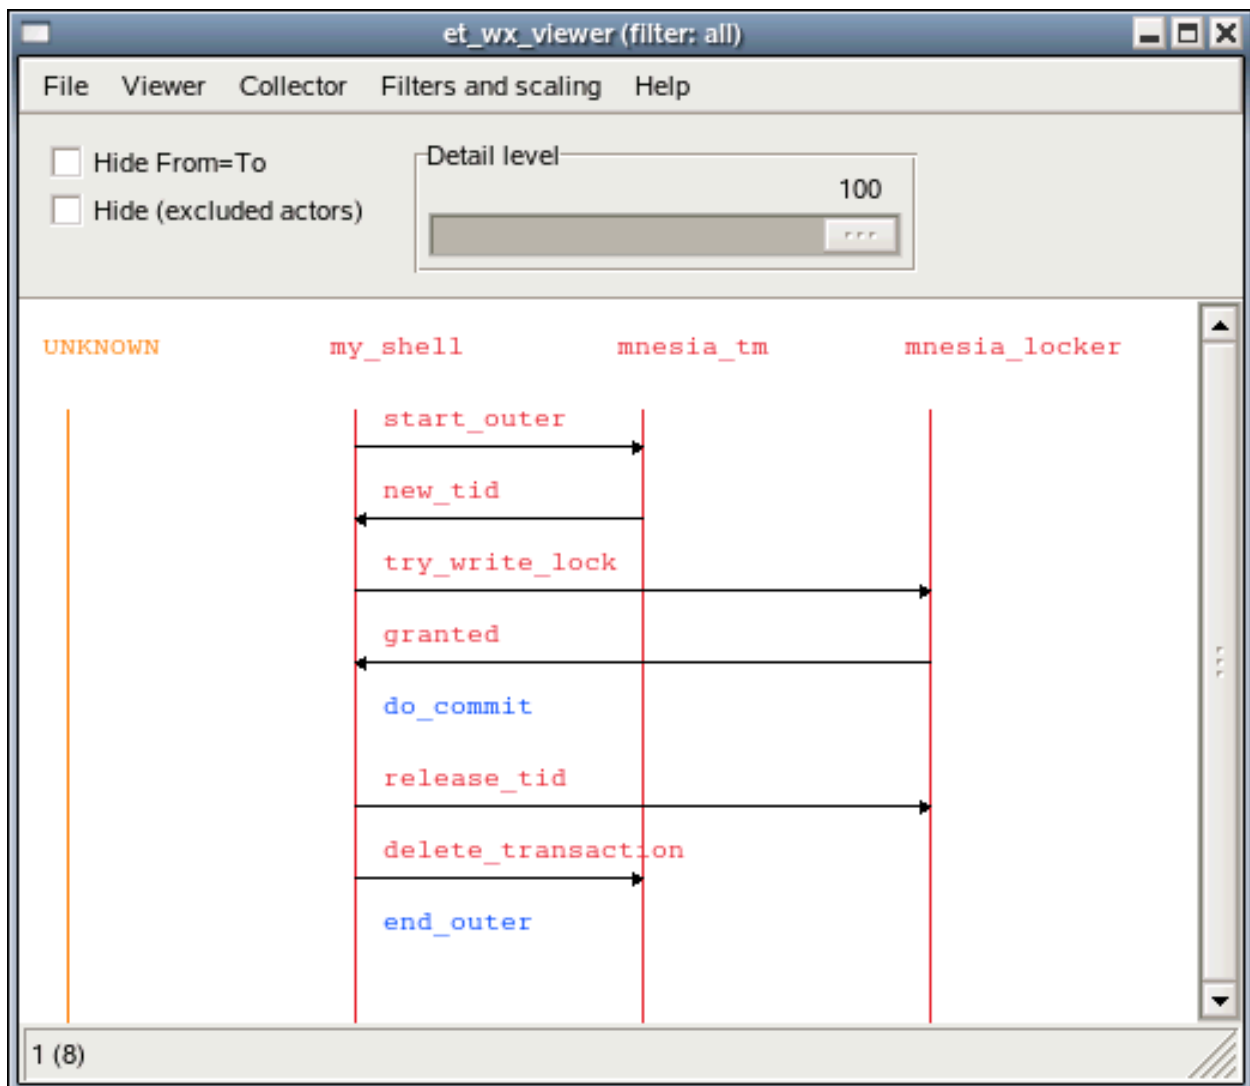 et_wx_viewer (filter: all)
File Viewer Collector Filters and scaling Help
Hide From=To
Hide (excluded actors)
Detail level
100
UNKNOWN my_shell mnesia_tm mnesia_locker
start_outer
new_tid
try_write_lock
granted
do_commit
release_tid
delete_transaction
end_outer
1 (8)